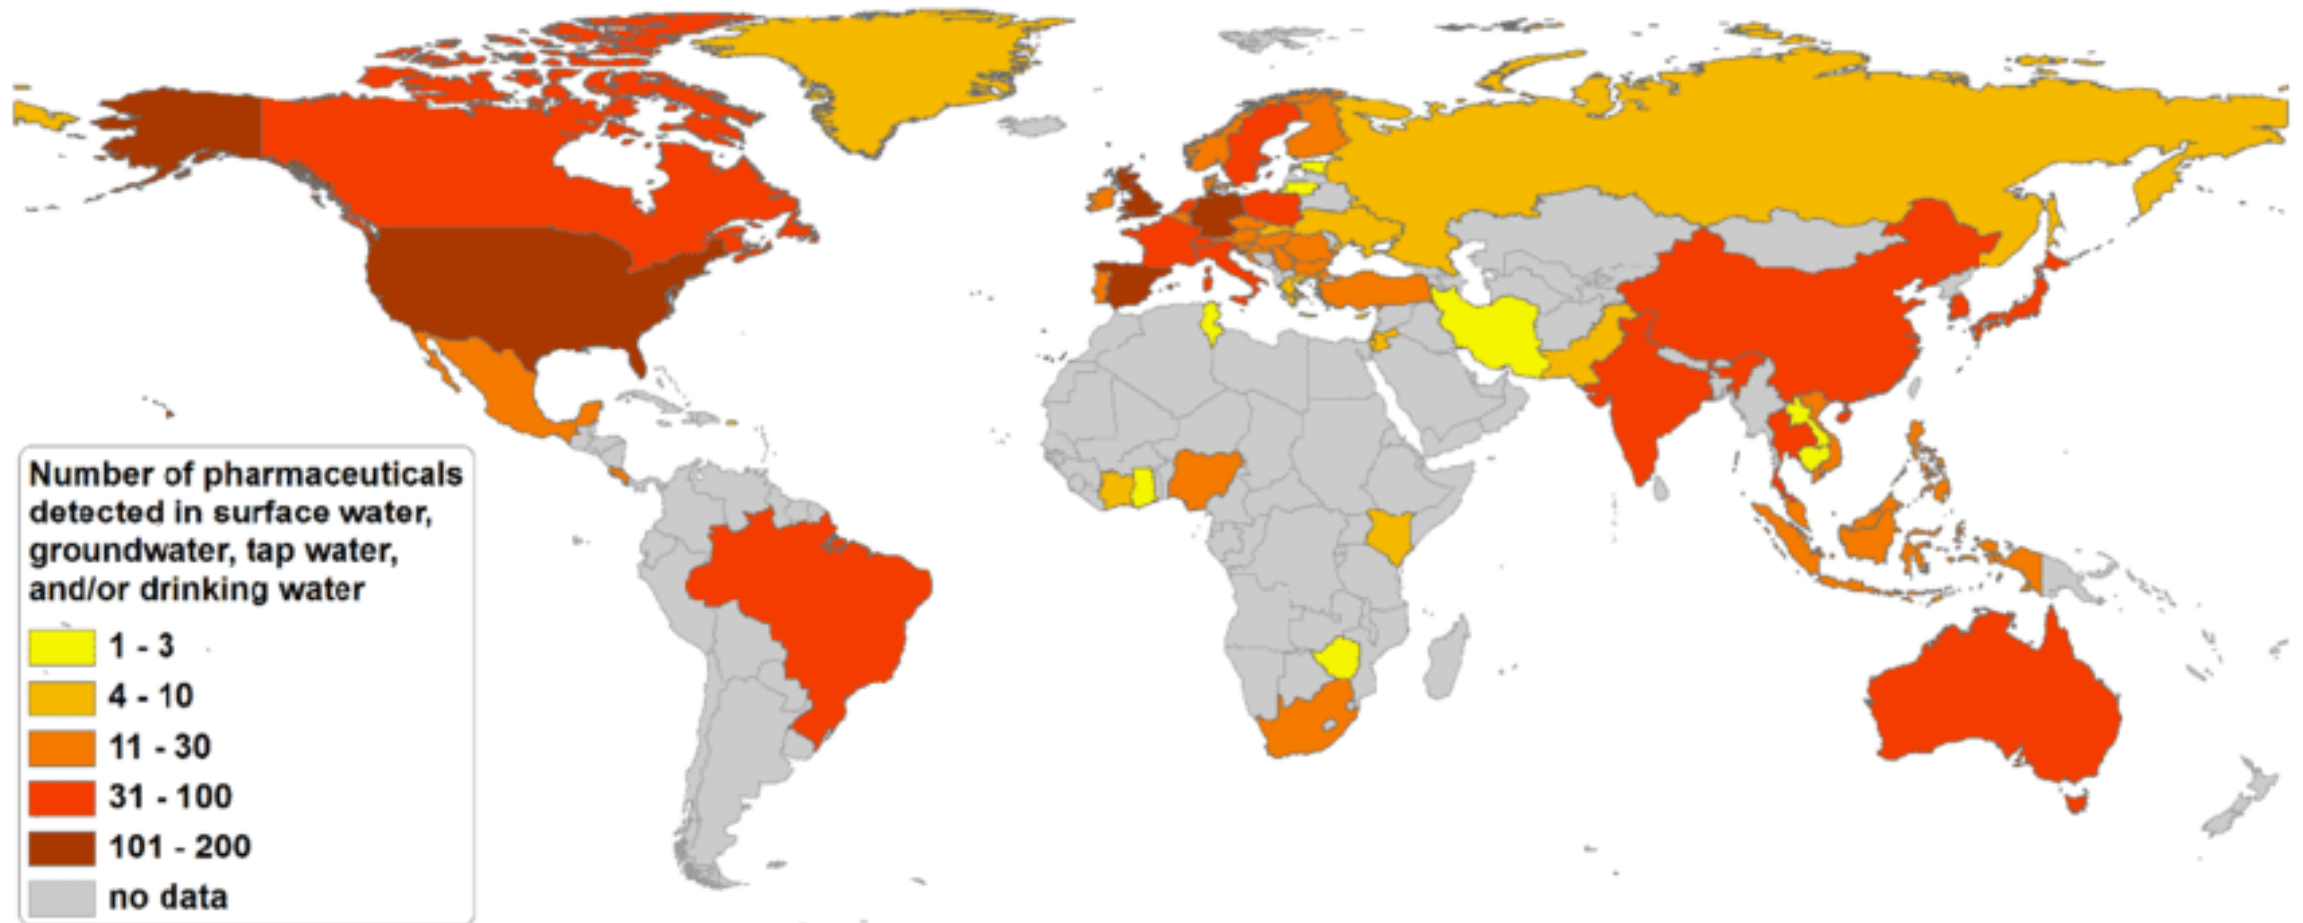 Number of pharmaceuticals
detected in surface water,
groundwater, tap water,
and/or drinking water
1 - 3
4 - 10
11 - 30
31 - 100
101 - 200
no data